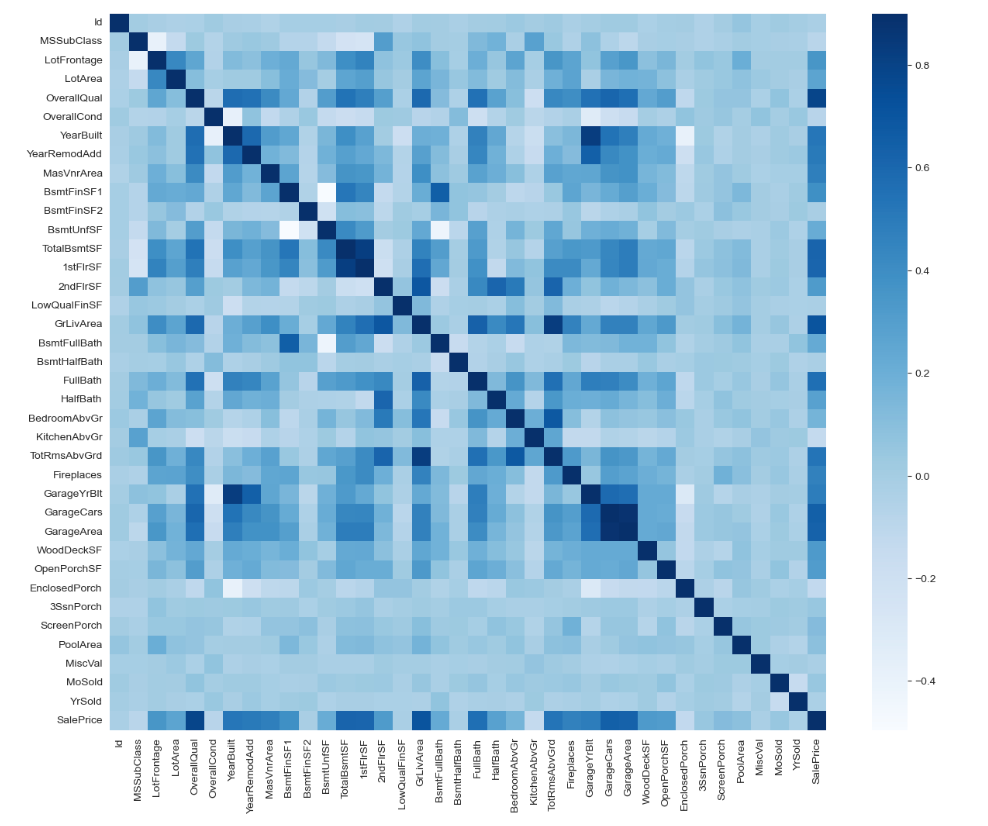 Id
MSSubClass
LotFrontage
LotArea
OverallQual
OverallCond
YearBuilt
YearRemodAdd
MasVnrArea
BsmtFinSF1
BsmtFinSF2
BsmtUnfSF
TotalBsmtSF
1stFlrSF
2ndFlrSF
LowQualFinSF
GrLivArea
BsmtFullBath
BsmtHalfBath
FullBath
HalfBath
BedroomAbvGr
KitchenAbvGr
TotRmsAbvGrd
Fireplaces
GarageYrBlt
GarageCars
GarageArea
WoodDeckSF
OpenPorchSF
EnclosedPorch
3SsnPorch
ScreenPorch
PoolArea
MiscVal
MoSold
YrSold
SalePrice
Id
MSSubClass
LotFrontage
LotArea
OverallQual
OverallCond
YearBuilt
YearRemodAdd
MasVnrArea
BsmtFinSF1
BsmtFinSF2
BsmtUnfSF
TotalBsmtSF
1stFlrSF
2ndFlrSF
LowQualFinSF
GrLivArea
BsmtFullBath
BsmtHalfBath
FullBath
HalfBath
BedroomAbvGr
KitchenAbvGr
TotRmsAbvGrd
Fireplaces
GarageYrBlt
GarageCars
GarageArea
WoodDeckSF
OpenPorchSF
EnclosedPorch
3SsnPorch
ScreenPorch
PoolArea
MiscVal
MoSold
YrSold
SalePrice
0.8
0.6
0.4
0.2
0.0
−0.2
−0.4